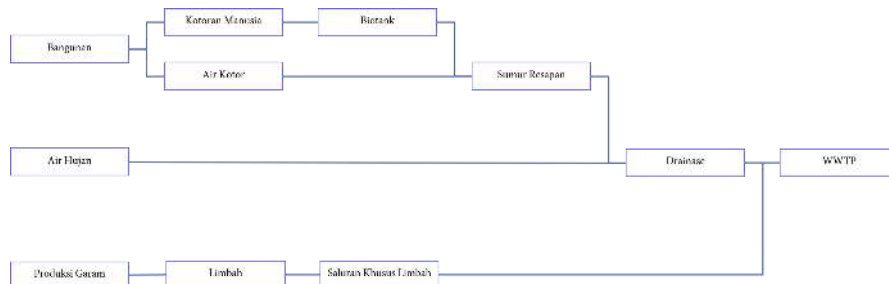 Kotoran Manusia
Biotank
Bangunan
Air Kotor
Sumur Resapan
Air Hujan
Drainase
WWTP
Produksi Garam
Limbah
Saluran Khusus Limbah